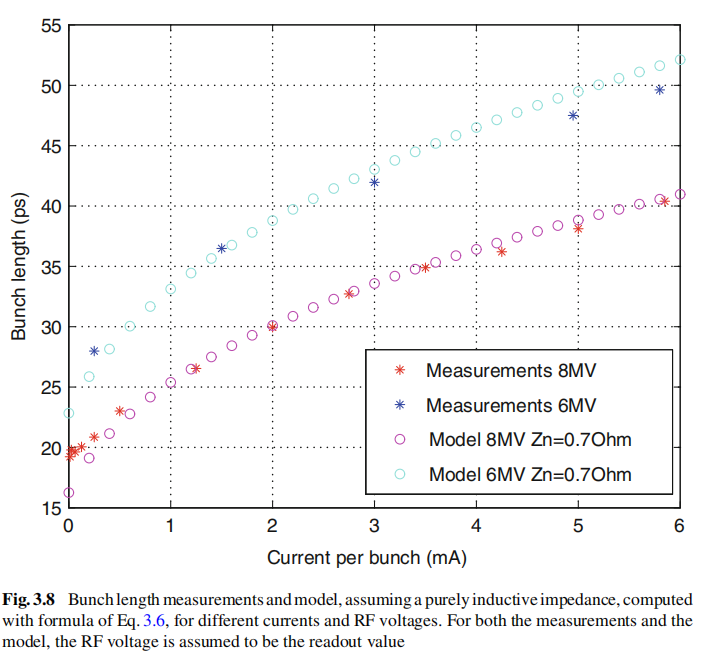 55
50
45
40
35
30
25
20
15
Bunch length (ps)
Measurements 8MV
Measurements 6MV
Model 8MV Zn=0.7Ohm
Model 6MV Zn=0.7Ohm
0 1 2 3 4 5 6
Current per bunch (mA)
Fig. 3.8 Bunch length measurements and model, assuming a purely inductive impedance, computed
with formula of Eq. 3.6, for different currents and RF voltages. For both the measurements and the
model, the RF voltage is assumed to be the readout value